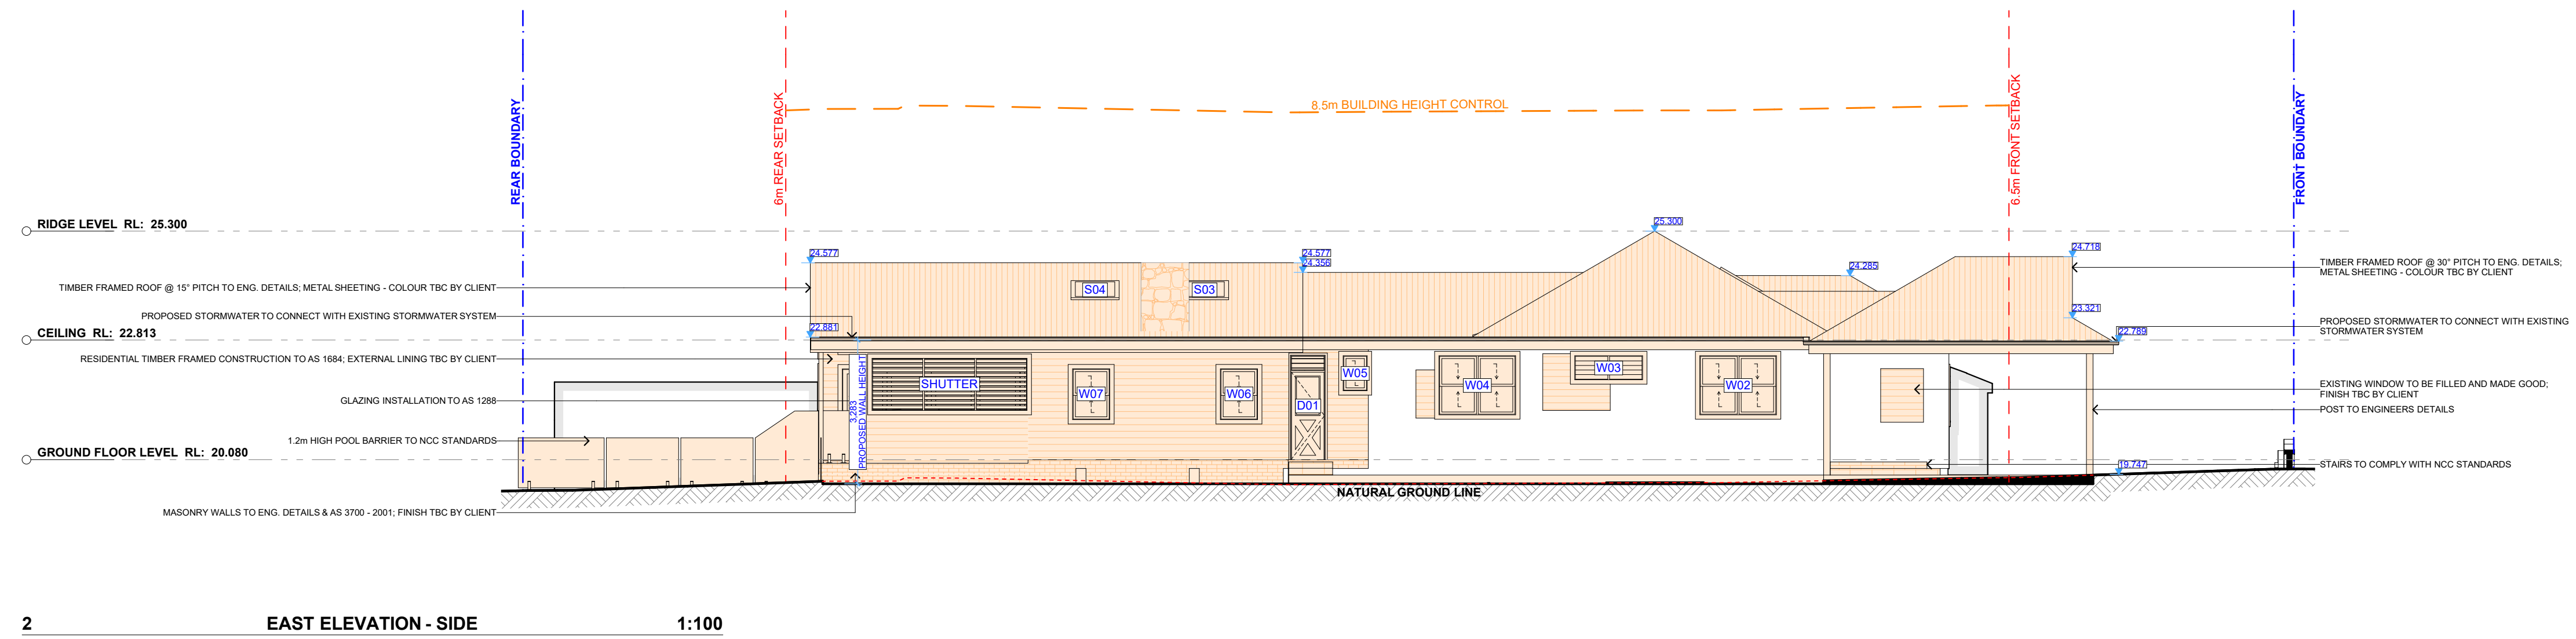 REAR BOUNDARY
6m REAR SETBACK
8.5m BUILDING HEIGHT CONTROL
6.5m FRONT SETBACK
FRONT BOUNDARY
RIDGE LEVEL RL: 25.300
25.300
24.577
24.577
24.356
24.285
24.718
TIMBER FRAMED ROOF @ 15° PITCH TO ENG. DETAILS; METAL SHEETING - COLOUR TBC BY CLIENT
S04
S03
TIMBER FRAMED ROOF @ 30° PITCH TO ENG. DETAILS;
METAL SHEETING - COLOUR TBC BY CLIENT
PROPOSED STORMWATER TO CONNECT WITH EXISTING STORMWATER SYSTEM
23.321
CEILING RL: 22.813
22.881
22.789
PROPOSED STORMWATER TO CONNECT WITH EXISTING
STORMWATER SYSTEM
RESIDENTIAL TIMBER FRAMED CONSTRUCTION TO AS 1684; EXTERNAL LINING TBC BY CLIENT
3.283
PROPOSED WALL HEIGHT
SHUTTER
W07
W06
D01
W05
W04
W03
W02
EXISTING WINDOW TO BE FILLED AND MADE GOOD;
FINISH TBC BY CLIENT
GLAZING INSTALLATION TO AS 1288
POST TO ENGINEERS DETAILS
1.2m HIGH POOL BARRIER TO NCC STANDARDS
GROUND FLOOR LEVEL RL: 20.080
19.747
STAIRS TO COMPLY WITH NCC STANDARDS
NATURAL GROUND LINE
MASONRY WALLS TO ENG. DETAILS & AS 3700 - 2001; FINISH TBC BY CLIENT
2 EAST ELEVATION - SIDE 1:100